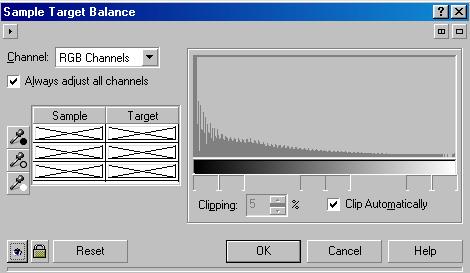 Sample Target Balance
Channel: RGB Channels
Always adjust all channels
Sample Target
Clipping: 5 % Clip Automatically
Reset OK Cancel Help